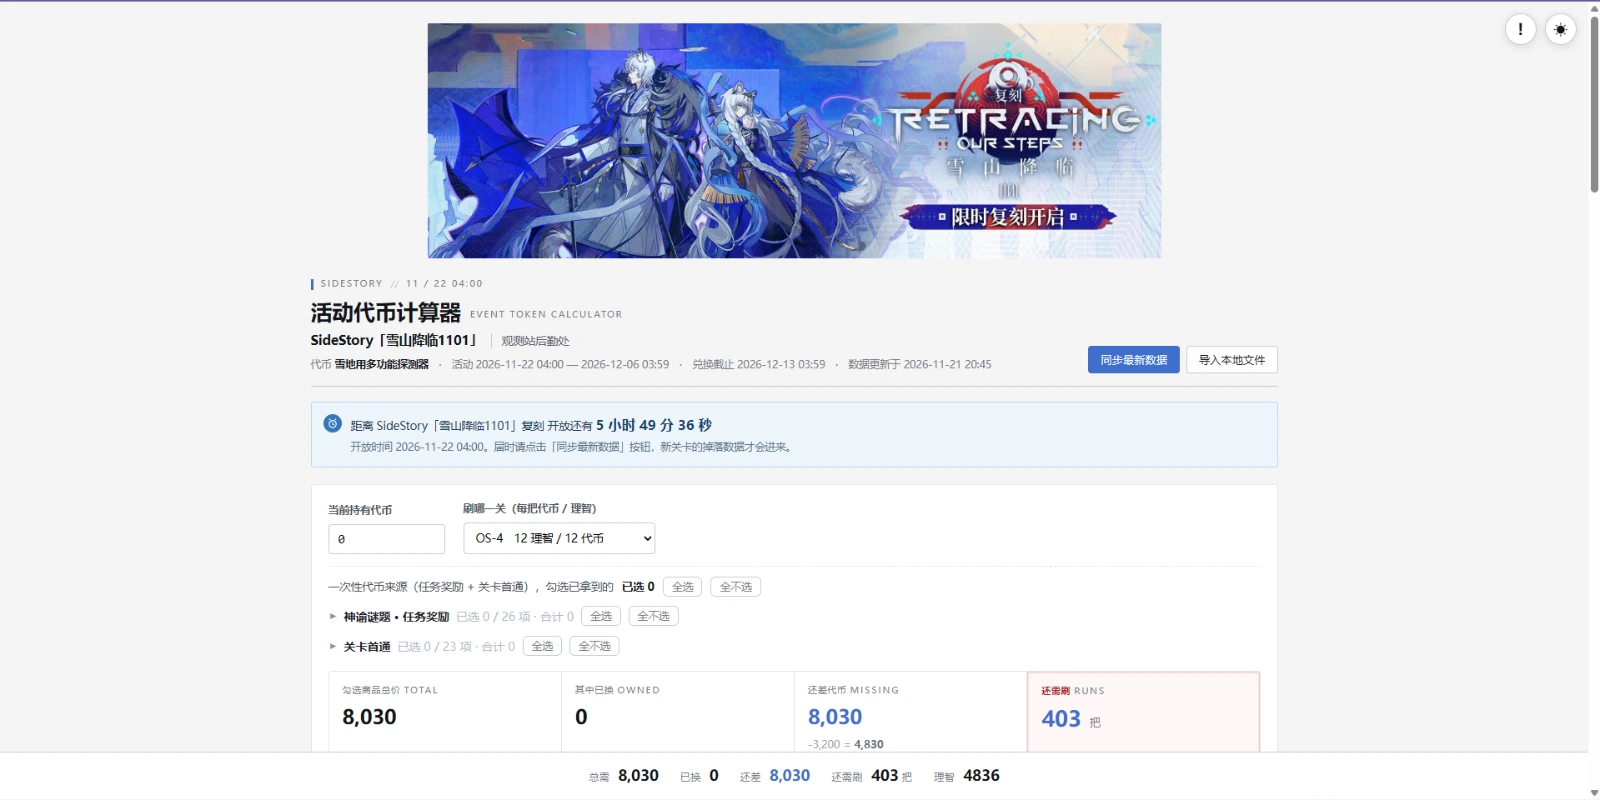 复刻
RETRACING
OUR STEPS
雪山降临
1101
限时复刻开启
!
SIDESTORY // 11 / 22 04:00
活动代币计算器 EVENT TOKEN CALCULATOR
SideStory「雪山降临1101」 观测站后勤处
代币 雪地用多功能探测器 · 活动 2026-11-22 04:00 — 2026-12-06 03:59 · 兑换截止 2026-12-13 03:59 · 数据更新于 2026-11-21 20:45
同步最新数据 导入本地文件
距离 SideStory「雪山降临1101」复刻 开放还有 5 小时 49 分 36 秒
开放时间 2026-11-22 04:00。届时请点击「同步最新数据」按钮，新关卡的掉落数据才会进来。
当前持有代币 刷哪一关（每把代币 / 理智）
0 OS-4 12 理智 / 12 代币
一次性代币来源（任务奖励 + 关卡首通），勾选已拿到的 已选 0 全选 全不选
▸ 神谕谜题 • 任务奖励 已选 0 / 26 项 · 合计 0 全选 全不选
▸ 关卡首通 已选 0 / 23 项 · 合计 0 全选 全不选
勾选商品总价 TOTAL 其中已换 OWNED 还差代币 MISSING 还需刷 RUNS
8,030 0 8,030 403 把
-3,200 = 4,830
总需 8,030 已换 0 还差 8,030 还需刷 403 把 理智 4836